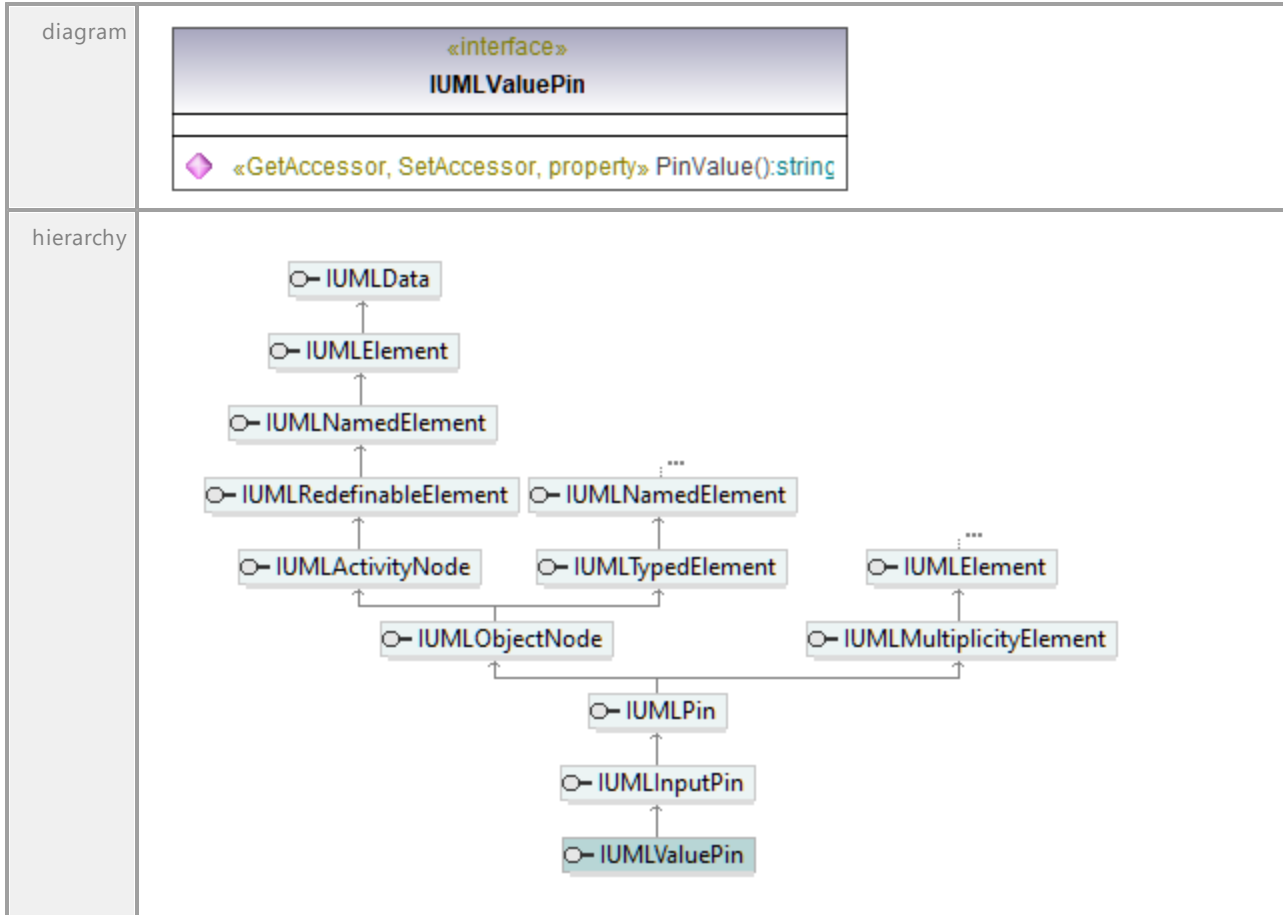 diagram
«interface»
IUMLValuePin
«GetAccessor, SetAccessor, property» PinValue():string
hierarchy
IUMLData
IUMLElement
IUMLNamedElement
...
IUMLRedefinableElement IUMLNamedElement
...
IUMLActivityNode IUMLTypedElement IUMLElement
IUMLObjectNode IUMLMultiplicityElement
IUMLPin
IUMLInputPin
IUMLValuePin